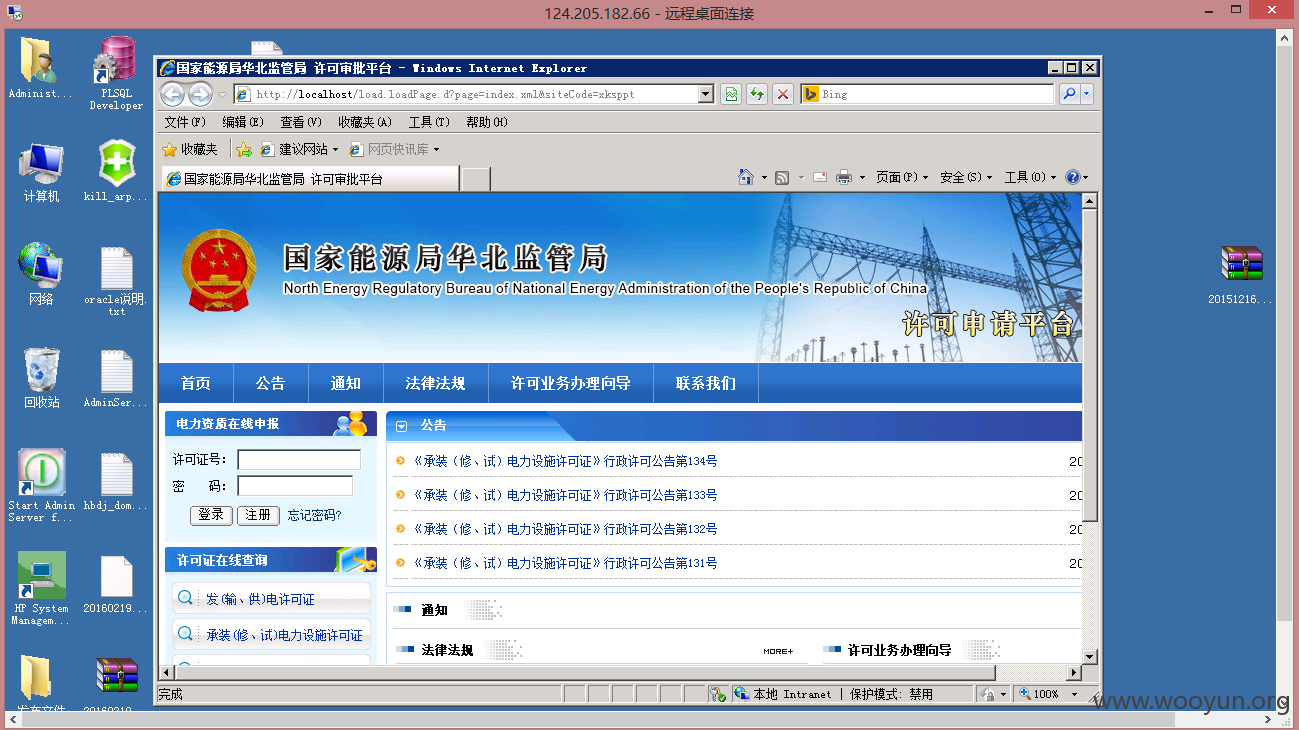 124.205.182.66 - 远程桌面连接
Administ...
PLSQL
Developer
计算机
kill_arp...
网络
oracle说明.
txt
回收站
AdminSer...
Start Admin
Server f...
hbdj_dom...
HP System
Managem...
20160219...
发布文件
20160219...
20151216...
国家能源局华北监管局 许可审批平台 - Windows Internet Explorer
http://localhost/load.loadPage.d?page=index.xml&siteCode=xksppt
Bing
文件(F) 编辑(E) 查看(V) 收藏夹(A) 工具(T) 帮助(H)
收藏夹 建议网站 网页快讯库
国家能源局华北监管局 许可审批平台
页面(P) 安全(S) 工具(O)
国家能源局华北监管局
North Energy Regulatory Bureau of National Energy Administration of the People's Republic of China
许可申请平台
首页 公告 通知 法律法规 许可业务办理向导 联系我们
电力资质在线申报
许可证号：
密 码：
登录 注册 忘记密码?
许可证在线查询
发(输、供)电许可证
承装(修、试)电力设施许可证
公告
《承装（修、试）电力设施许可证》行政许可公告第134号 20
《承装（修、试）电力设施许可证》行政许可公告第133号 20
《承装（修、试）电力设施许可证》行政许可公告第132号 20
《承装（修、试）电力设施许可证》行政许可公告第131号 20
通知
法律法规 MORE+ 许可业务办理向导
完成
本地 Intranet | 保护模式: 禁用
100%
www.wooyun.org